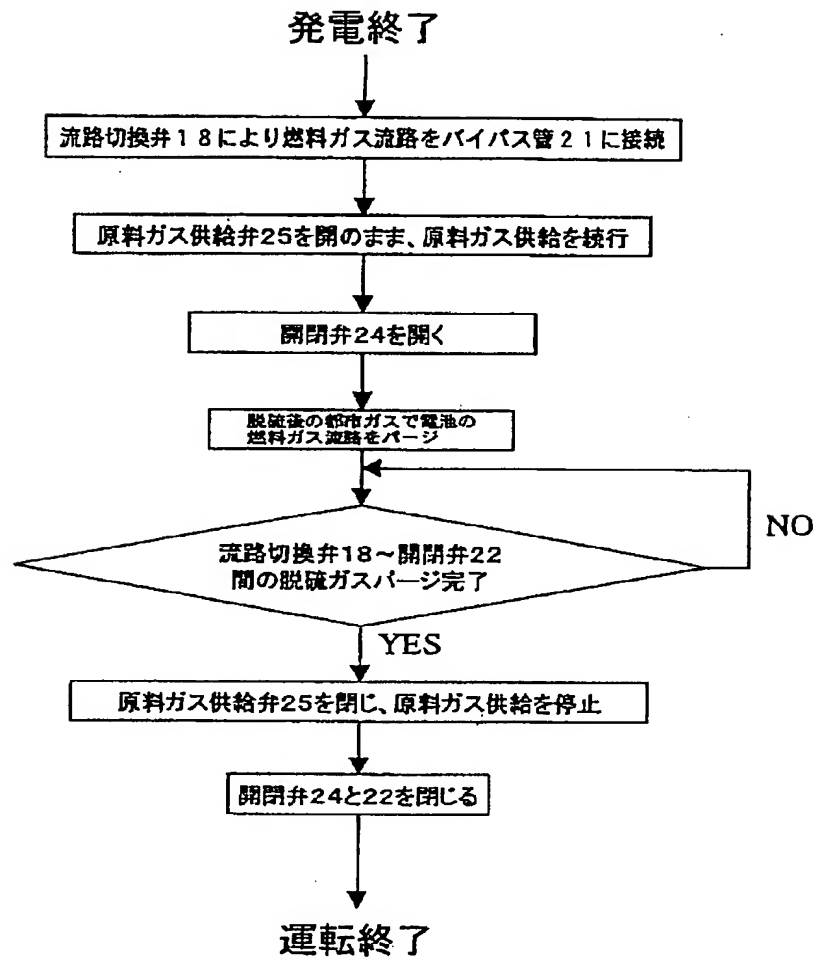 発電終了
流路切換弁18により燃料ガス流路をバイパス管21に接続
原料ガス供給弁25を開のまま、原料ガス供給を続行
開閉弁24を開く
脱硫後の都市ガスで電池の
燃料ガス流路をパージ
NO
流路切換弁18～開閉弁22
間の脱硫ガスパージ完了
YES
原料ガス供給弁25を閉じ、原料ガス供給を停止
開閉弁24と22を閉じる
運転終了